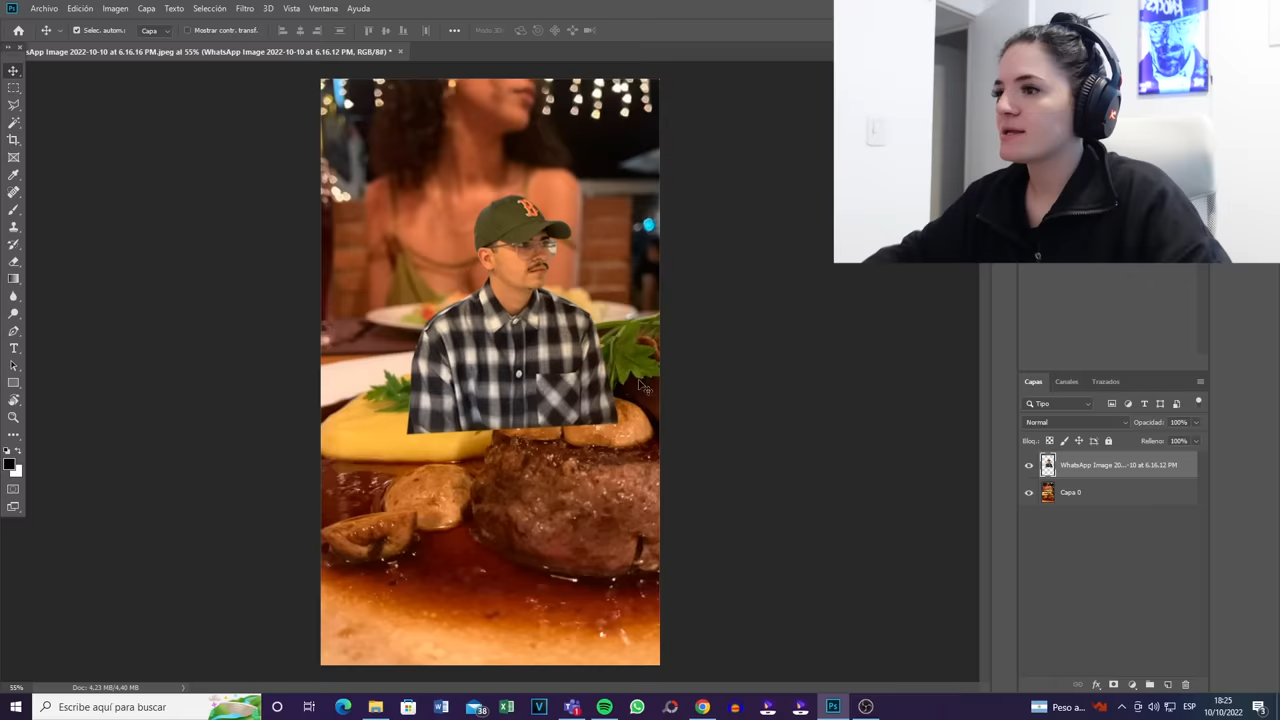 Archivo Edición Imagen Capa Texto Selección Filtro 3D Vista Ventana Ayuda
Selec. autom.: Capa Mostrar contr. transf. Modo 3D:
sApp Image 2022-10-10 at 6.16.16 PM.jpeg al 55% (WhatsApp Image 2022-10-10 at 6.16.12 PM, RGB/8#) *
B
Capas Canales Trazados
Tipo
Normal Opacidad: 100%
Bloq.: Relleno: 100%
WhatsApp Image 20...-10 at 6.16.12 PM
Capa 0
55% Doc: 4,23 MB/4,40 MB
Escribe aquí para buscar
38
Peso a...
ESP
18:25
10/10/2022